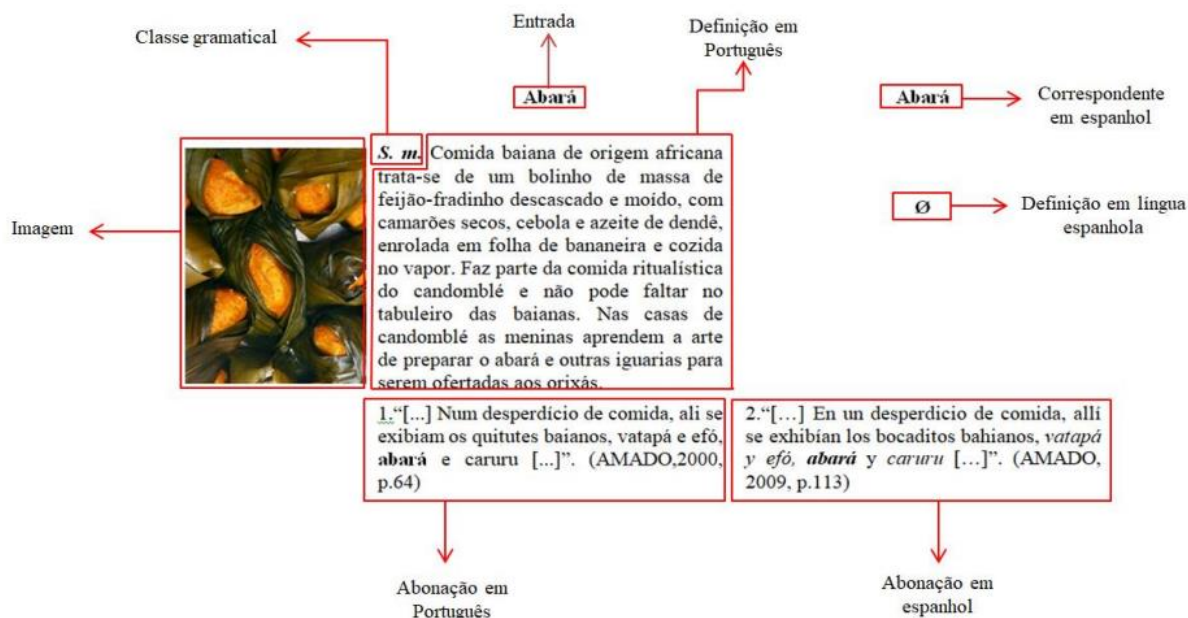 Classe gramatical
Entrada
Definição em
Português
Abará
Abará
Correspondente
em espanhol
Imagem
S. m. Comida baiana de origem africana
trata-se de um bolinho de massa de
feijão-fradinho descascado e moído, com
camarões secos, cebola e azeite de dendê,
enrolada em folha de bananeira e cozida
no vapor. Faz parte da comida ritualística
do candomblé e não pode faltar no
tabuleiro das baianas. Nas casas de
candomblé as meninas aprendem a arte
de preparar o abará e outras iguarias para
serem ofertadas aos orixás.
Ø
Definição em língua
espanhola
1.“[...] Num desperdício de comida, ali se
exibiam os quitutes baianos, vatapá e efó,
abará e caruru [...]”. (AMADO,2000,
p.64)
2.“[…] En un desperdicio de comida, allí
se exhibían los bocaditos bahianos, vatapá
y efó, abará y caruru […]”. (AMADO,
2009, p.113)
Abonação em
Português
Abonação em
espanhol